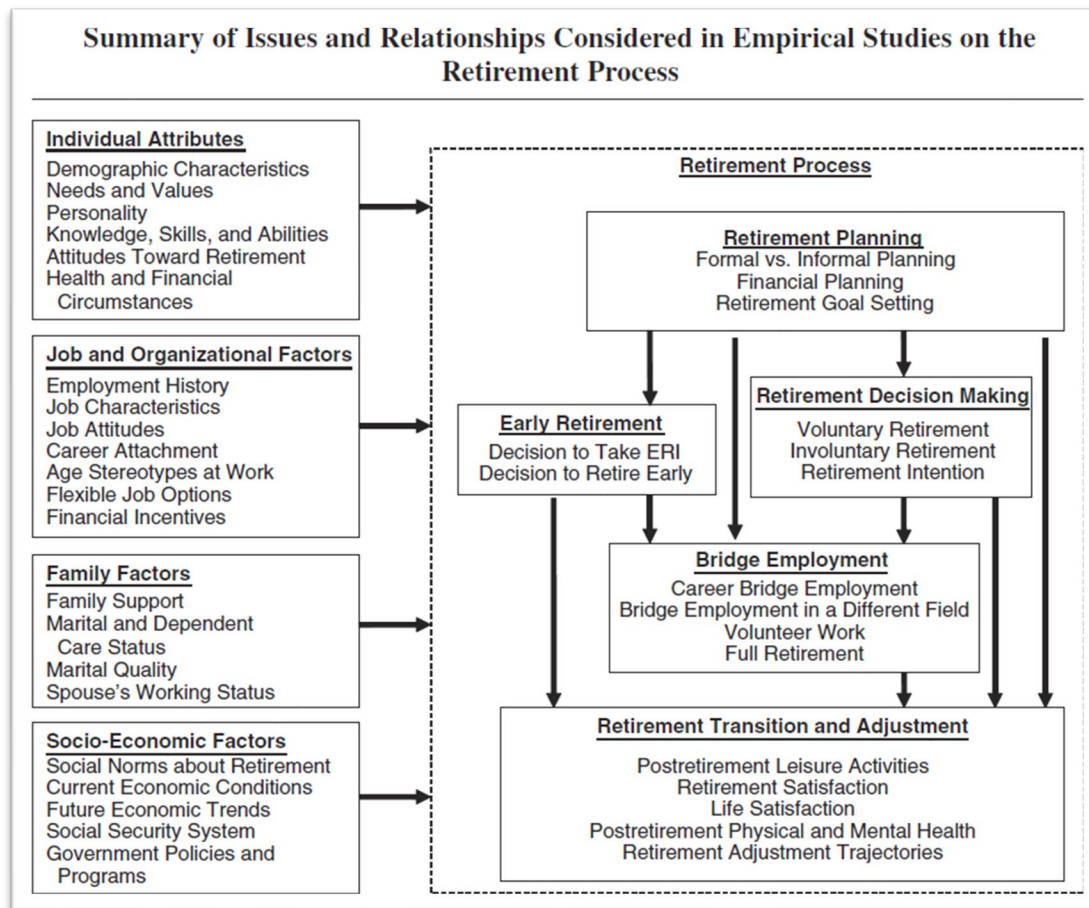 Summary of Issues and Relationships Considered in Empirical Studies on the
Retirement Process
Individual Attributes
Demographic Characteristics
Needs and Values
Personality
Knowledge, Skills, and Abilities
Attitudes Toward Retirement
Health and Financial
Circumstances
Job and Organizational Factors
Employment History
Job Characteristics
Job Attitudes
Career Attachment
Age Stereotypes at Work
Flexible Job Options
Financial Incentives
Family Factors
Family Support
Marital and Dependent
Care Status
Marital Quality
Spouse's Working Status
Socio-Economic Factors
Social Norms about Retirement
Current Economic Conditions
Future Economic Trends
Social Security System
Government Policies and
Programs
Retirement Process
Retirement Planning
Formal vs. Informal Planning
Financial Planning
Retirement Goal Setting
Early Retirement
Decision to Take ERI
Decision to Retire Early
Retirement Decision Making
Voluntary Retirement
Involuntary Retirement
Retirement Intention
Bridge Employment
Career Bridge Employment
Bridge Employment in a Different Field
Volunteer Work
Full Retirement
Retirement Transition and Adjustment
Postretirement Leisure Activities
Retirement Satisfaction
Life Satisfaction
Postretirement Physical and Mental Health
Retirement Adjustment Trajectories